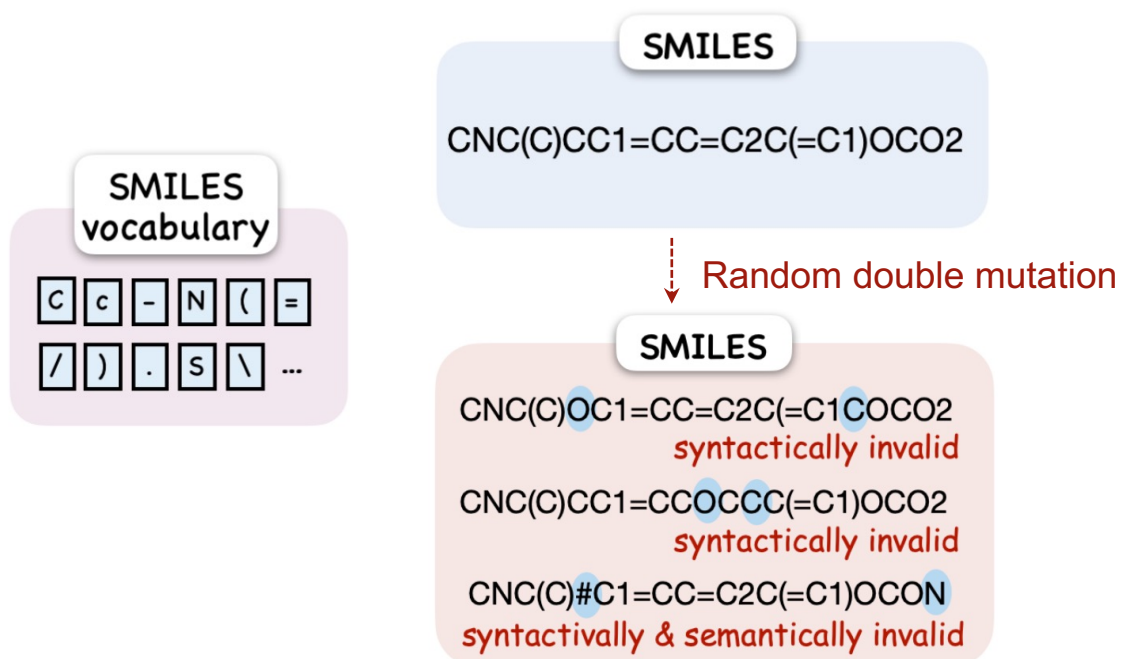 SMILES
CNC(C)CC1=CC=C2C(=C1)OCO2
SMILES
vocabulary
C c - N ( =
/ ) . S \ ...
Random double mutation
SMILES
CNC(C)OC1=CC=C2C(=C1COCO2
syntactically invalid
CNC(C)CC1=CCOCCC(=C1)OCO2
syntactically invalid
CNC(C)#C1=CC=C2C(=C1)OCON
syntactivally & semantically invalid